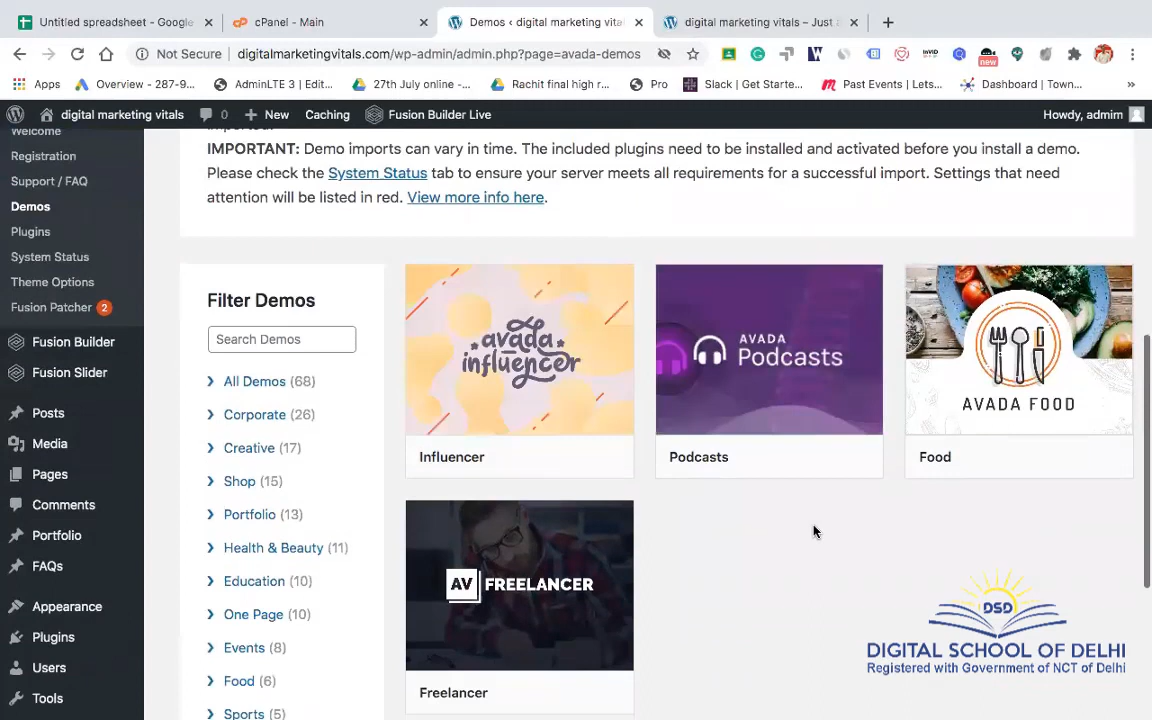 Untitled spreadsheet - Google
cPanel - Main
Demos ‹ digital marketing vita
digital marketing vitals – Just a
Not Secure
digitalmarketingvitals.com/wp-admin/admin.php?page=avada-demos
new
Apps
Overview - 287-9...
AdminLTE 3 | Edit...
27th July online -...
Rachit final high r...
Pro
Slack | Get Starte...
Past Events | Lets...
Dashboard | Town...
»
digital marketing vitals
0
New
Caching
Fusion Builder Live
Howdy, admim
Welcome
Registration
Support / FAQ
Demos
Plugins
System Status
Theme Options
Fusion Patcher 2
Fusion Builder
Fusion Slider
Posts
Media
Pages
Comments
Portfolio
FAQs
Appearance
Plugins
Users
Tools
imported.
IMPORTANT: Demo imports can vary in time. The included plugins need to be installed and activated before you install a demo.
Please check the System Status tab to ensure your server meets all requirements for a successful import. Settings that need
attention will be listed in red. View more info here.
Filter Demos
Search Demos
All Demos (68)
Corporate (26)
Creative (17)
Shop (15)
Portfolio (13)
Health & Beauty (11)
Education (10)
One Page (10)
Events (8)
Food (6)
Sports (5)
avada
influencer
Influencer
AVADA
Podcasts
Podcasts
AVADA FOOD
Food
AV FREELANCER
Freelancer
DSD
DIGITAL SCHOOL OF DELHI
Registered with Government of NCT of Delhi